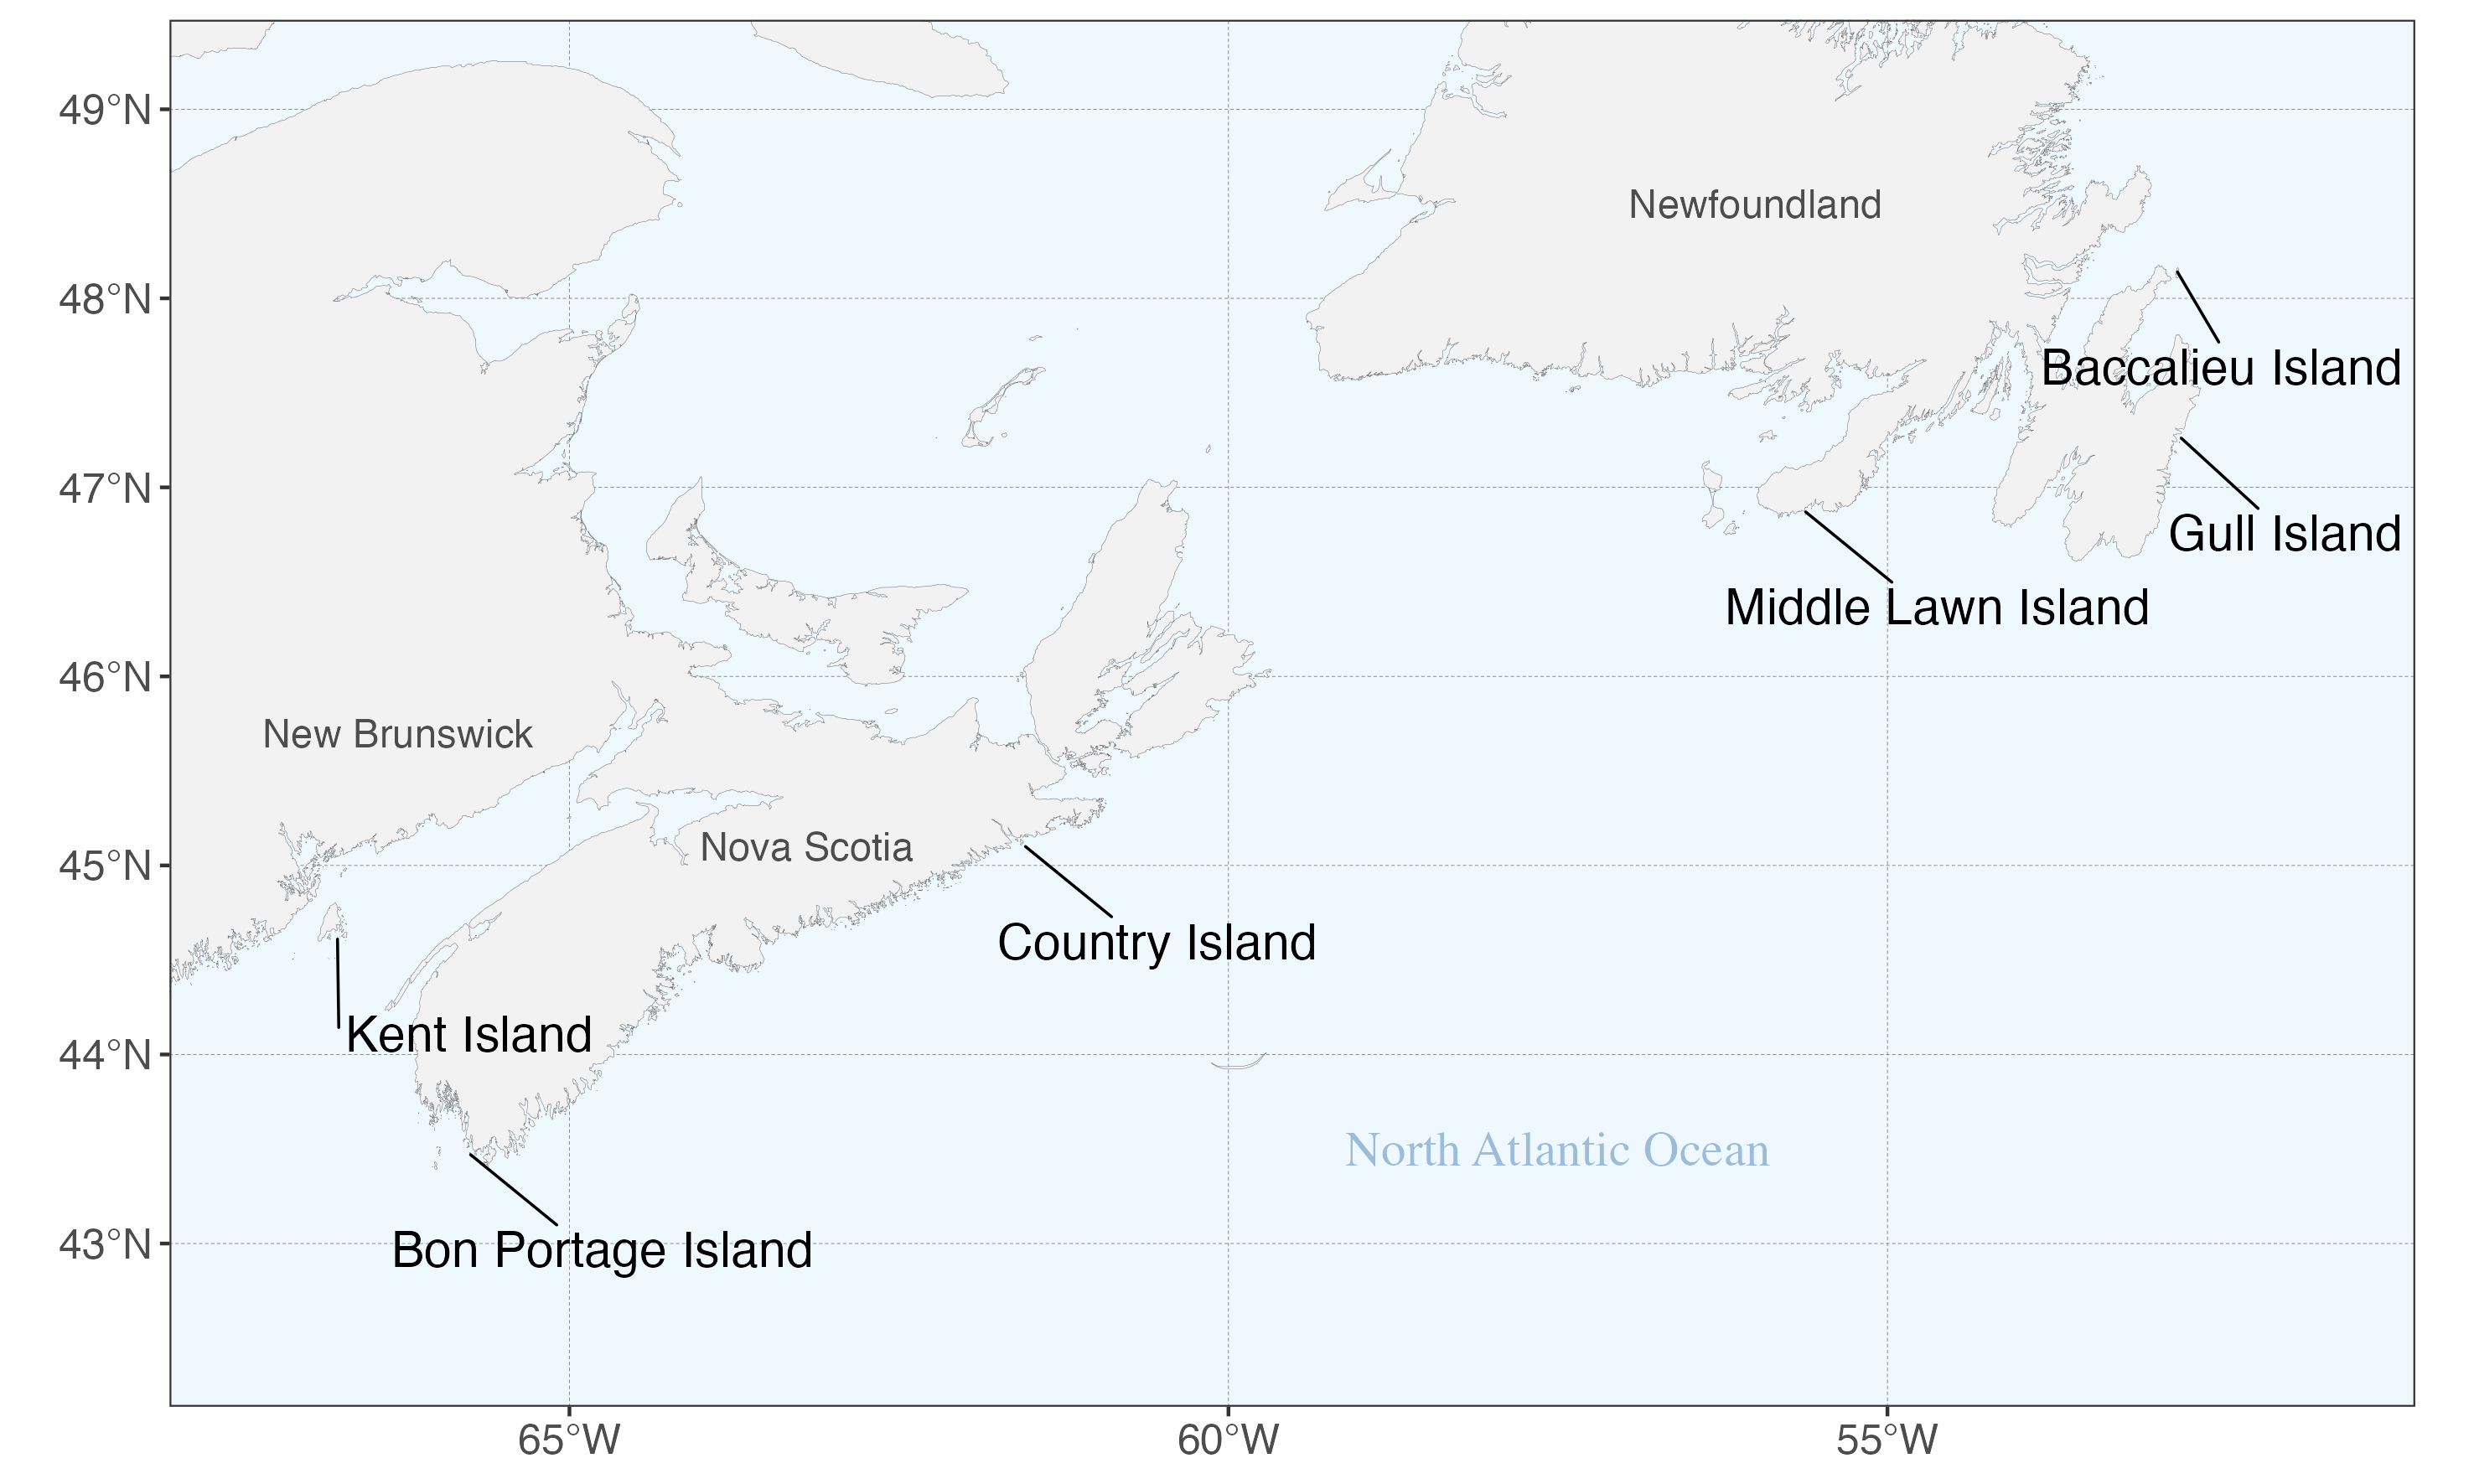 49°N
Newfoundland
48°N
Baccalieu Island
47°N
Gull Island
Middle Lawn Island
46°N
New Brunswick
Nova Scotia
45°N
Country Island
Kent Island
44°N
North Atlantic Ocean
43°N
Bon Portage Island
65°W
60°W
55°W